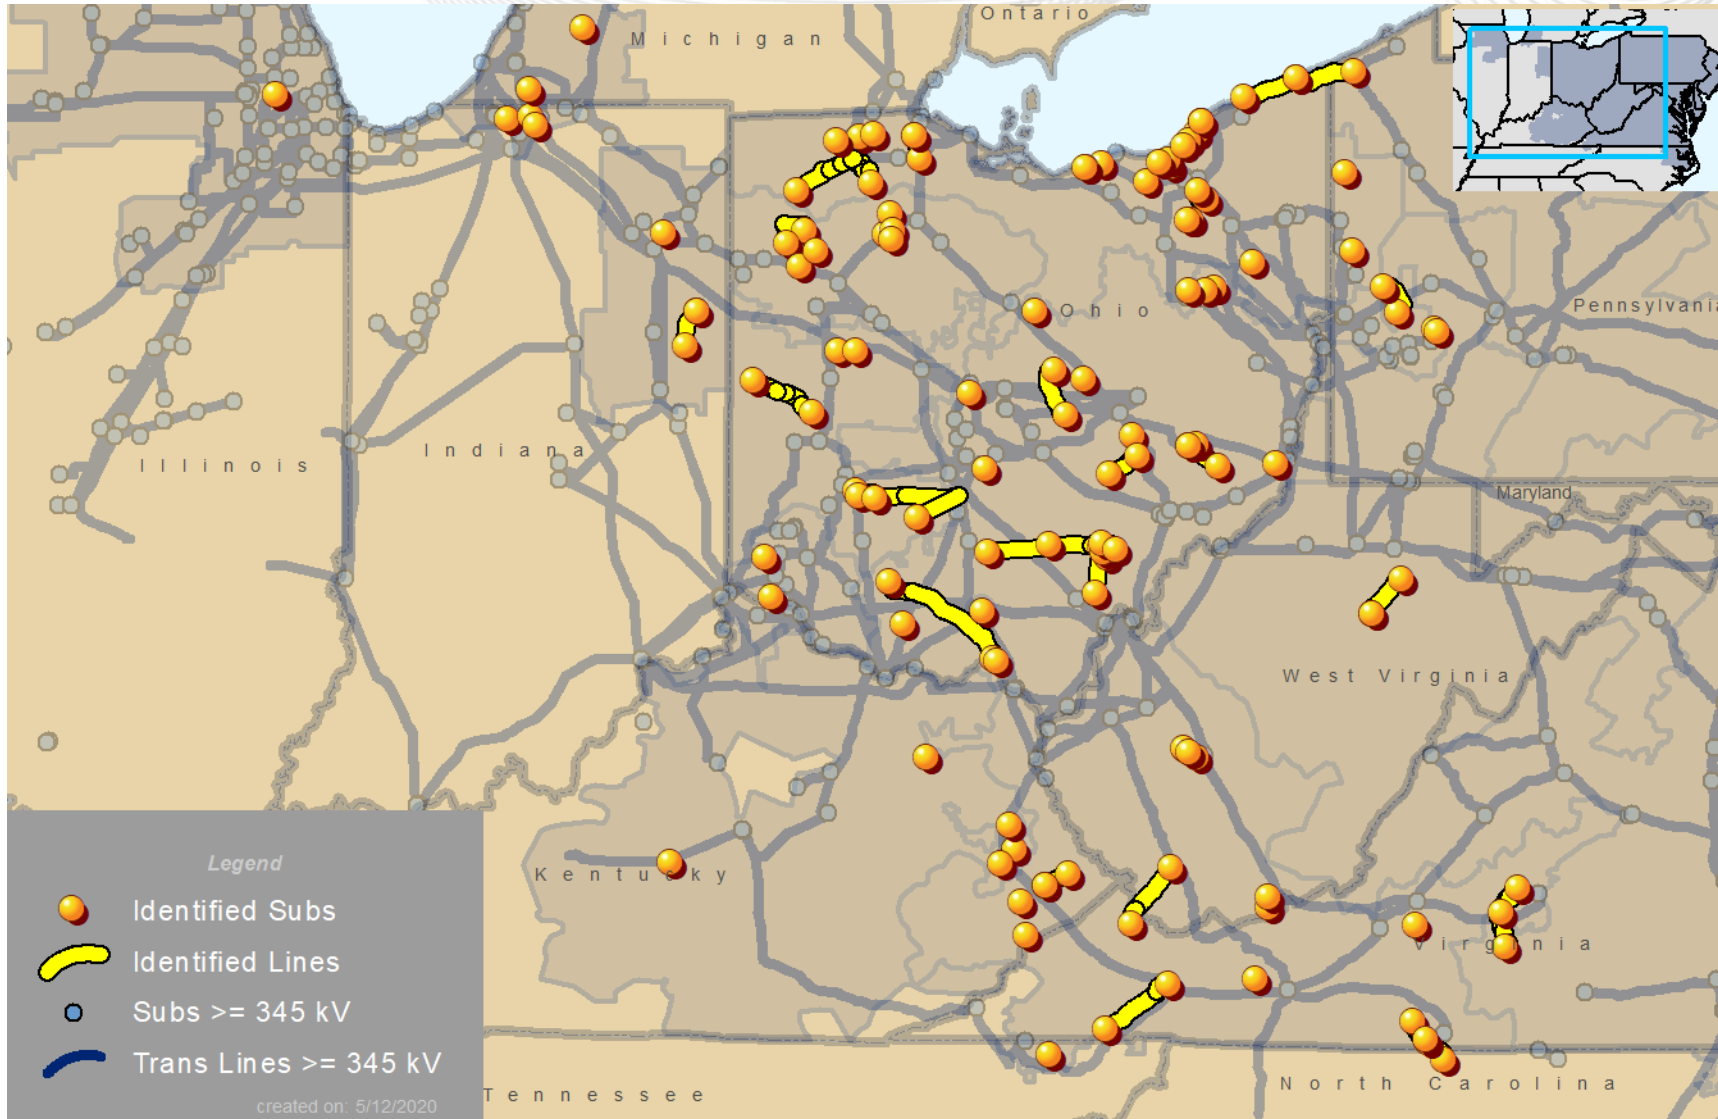 Ontario
Michigan
Ohio
Pennsylvania
Indiana
Illinois
Maryland
West Virginia
Kentucky
Virginia
Tennessee
North Carolina
Legend
Identified Subs
Identified Lines
Subs >= 345 kV
Trans Lines >= 345 kV
created on: 5/12/2020